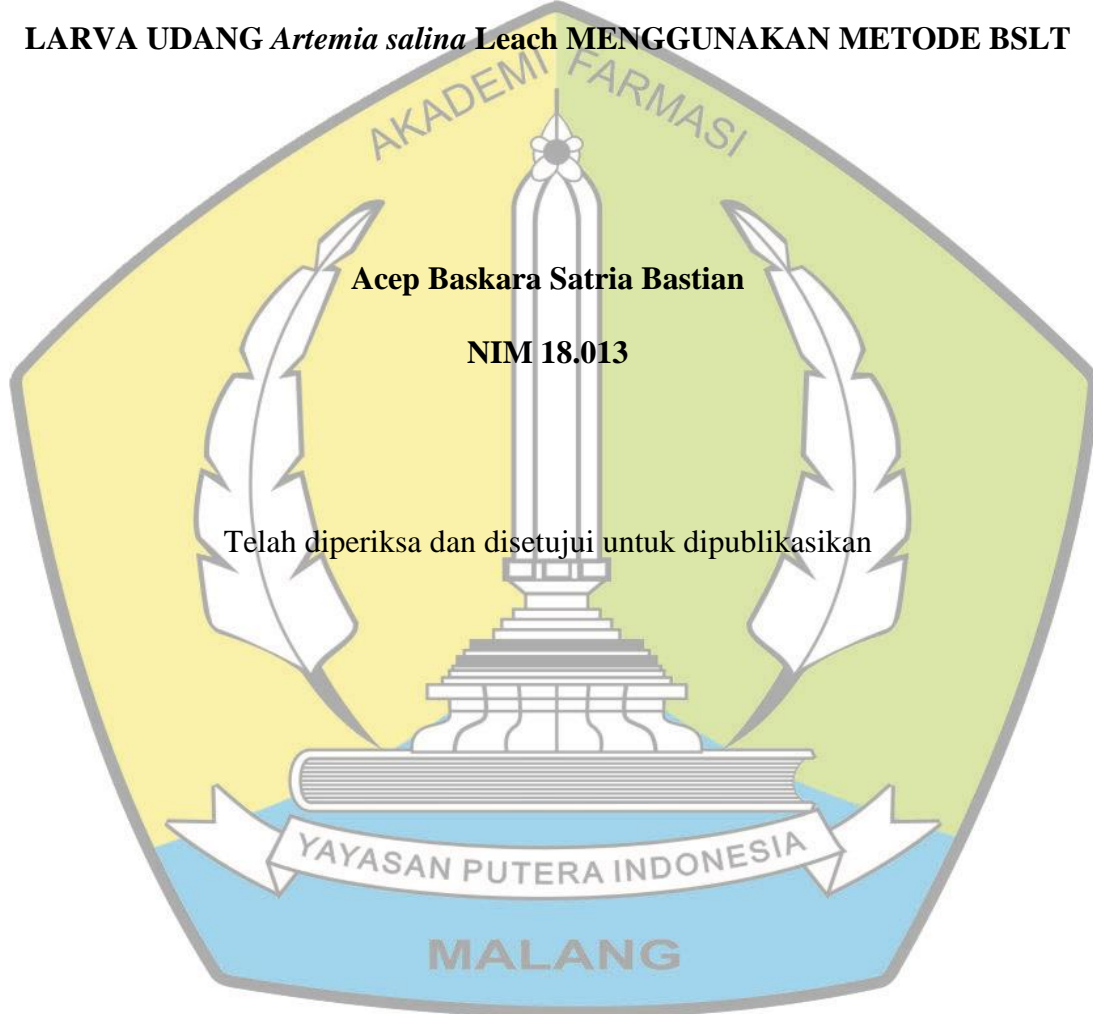 LARVA UDANG Artemia salina Leach MENGGUNAKAN METODE BSLT
AKADEMI FARMASI
Acep Baskara Satria Bastian
NIM 18.013
Telah diperiksa dan disetujui untuk dipublikasikan
YAYASAN PUTERA INDONESIA
MALANG